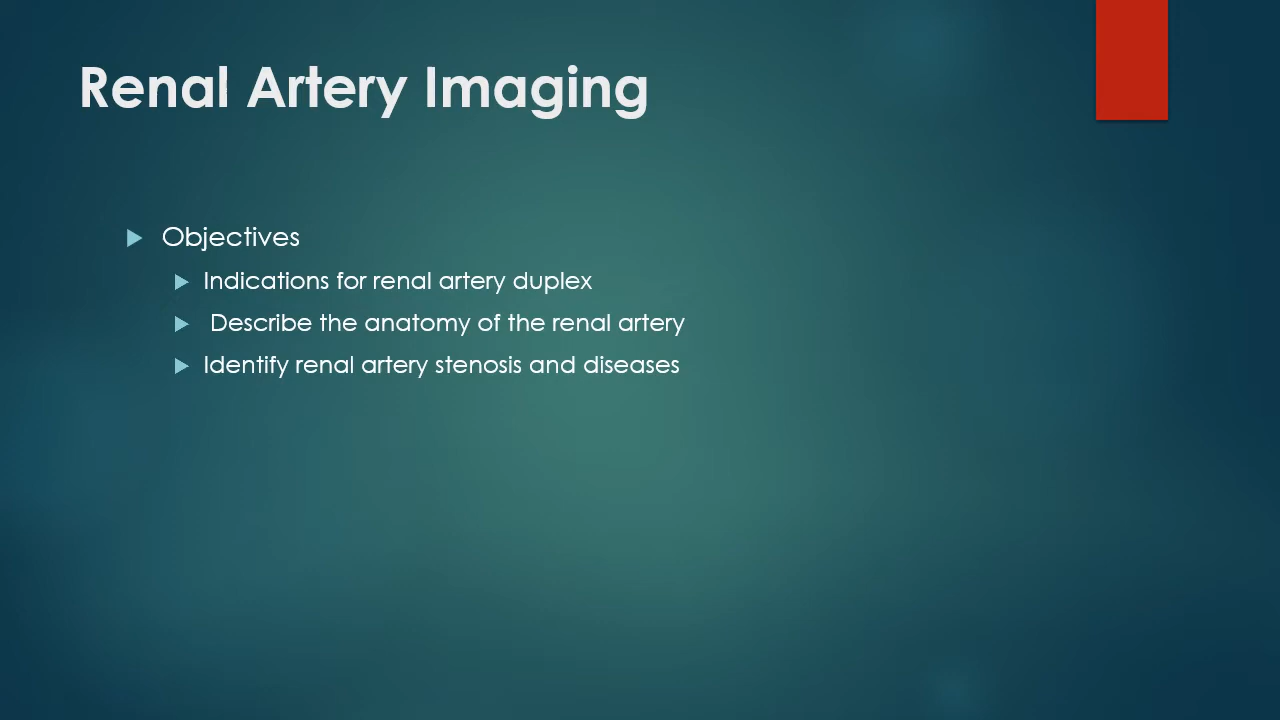 Renal Artery Imaging
Objectives
Indications for renal artery duplex
Describe the anatomy of the renal artery
Identify renal artery stenosis and diseases